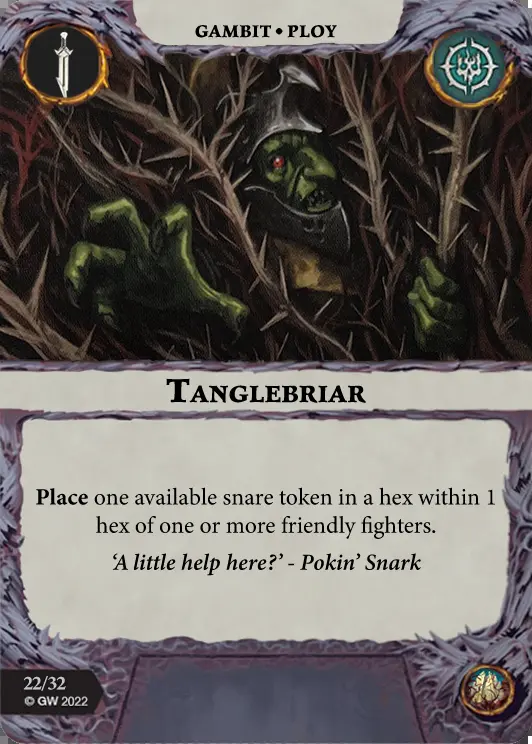 GAMBIT • PLOY
TANGLEBRIAR
Place one available snare token in a hex within 1
hex of one or more friendly fighters.
‘A little help here?’ - Pokin’ Snark
22/32
© GW 2022